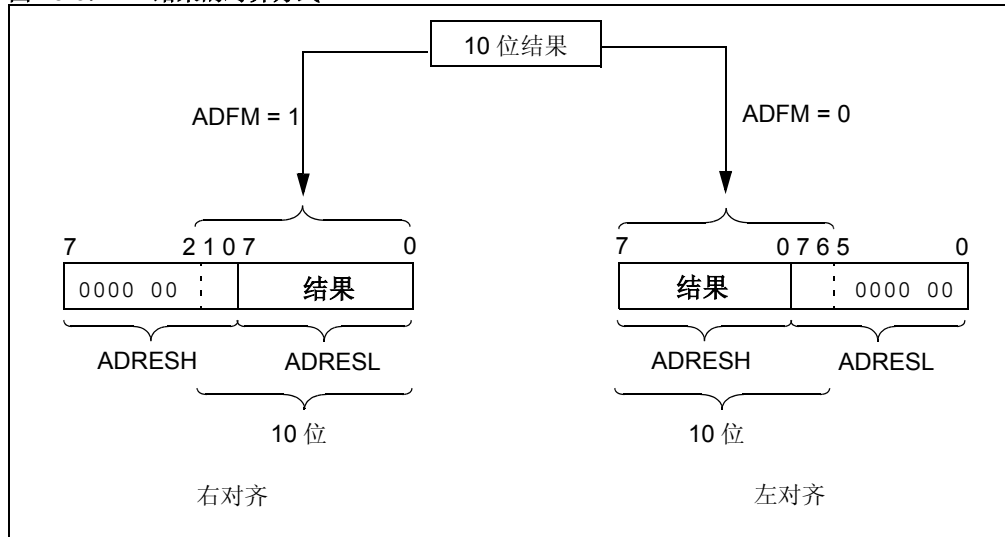 10 位结果
ADFM = 1
ADFM = 0
7 2 1 0 7 0
7 0 7 6 5 0
0000 00 结果
结果 0000 00
ADRESH ADRESL
ADRESH ADRESL
10 位
10 位
右对齐
左对齐